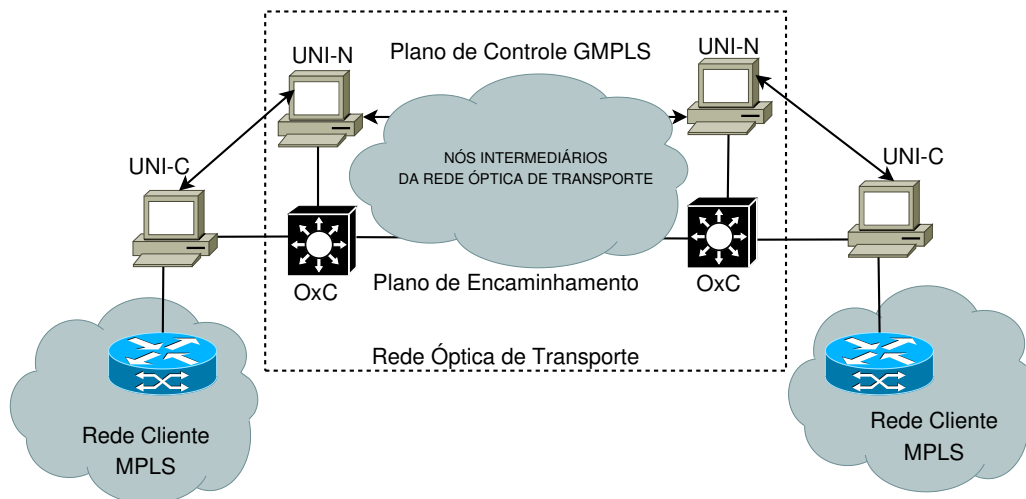 UNI-N
Plano de Controle GMPLS
UNI-N
UNI-C
NÓS INTERMEDIÁRIOS
DA REDE ÓPTICA DE TRANSPORTE
UNI-C
OxC
Plano de Encaminhamento
OxC
Rede Óptica de Transporte
Rede Cliente
MPLS
Rede Cliente
MPLS